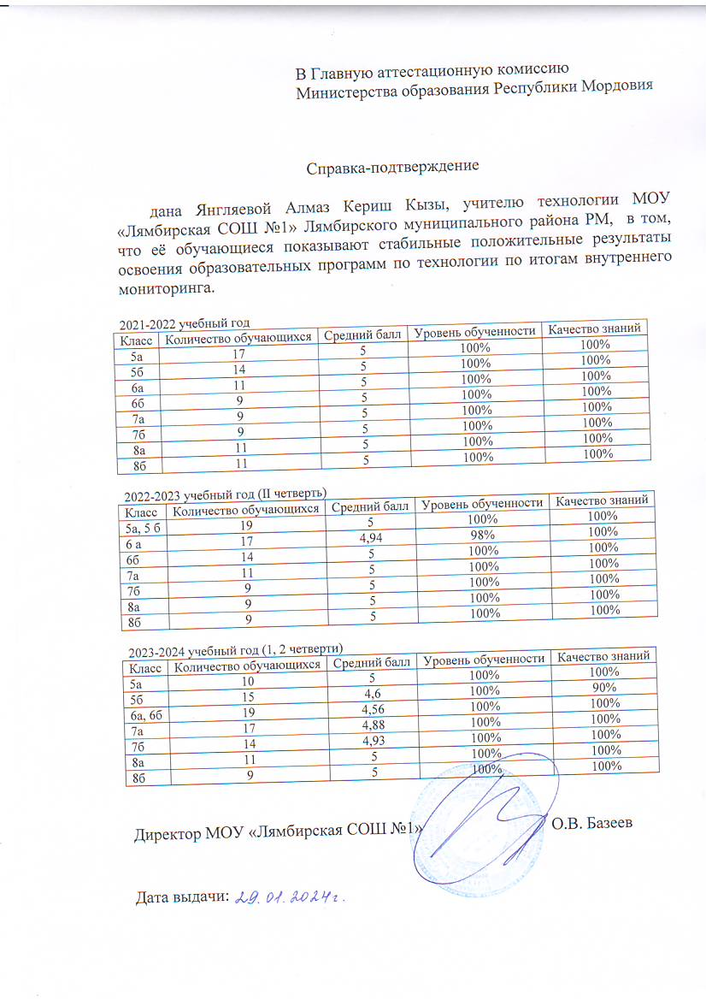 В Главную аттестационную комиссию
Министерства образования Республики Мордовия
Справка-подтверждение
дана Янгляевой Алмаз Кериш Кызы, учителю технологии МОУ
«Лямбирская СОШ №1» Лямбирского муниципального района РМ, в том,
что её обучающиеся показывают стабильные положительные результаты
освоения образовательных программ по технологии по итогам внутреннего
мониторинга.
2021-2022 учебный год
Класс Количество обучающихся Средний балл Уровень обученности Качество знаний
5а 17 5 100% 100%
5б 14 5 100% 100%
6а 11 5 100% 100%
6б 9 5 100% 100%
7а 9 5 100% 100%
7б 9 5 100% 100%
8а 11 5 100% 100%
8б 11 5 100% 100%
2022-2023 учебный год (II четверть)
Класс Количество обучающихся Средний балл Уровень обученности Качество знаний
5а, 5 б 19 5 100% 100%
6 а 17 4,94 98% 100%
6б 14 5 100% 100%
7а 11 5 100% 100%
7б 9 5 100% 100%
8а 9 5 100% 100%
8б 9 5 100% 100%
2023-2024 учебный год (1, 2 четверти)
Класс Количество обучающихся Средний балл Уровень обученности Качество знаний
5а 10 5 100% 100%
5б 15 4,6 100% 90%
6а, 6б 19 4,56 100% 100%
7а 17 4,88 100% 100%
7б 14 4,93 100% 100%
8а 11 5 100% 100%
8б 9 5 100% 100%
Директор МОУ «Лямбирская СОШ №1» О.В. Базеев
Дата выдачи: 29.01.2024г.